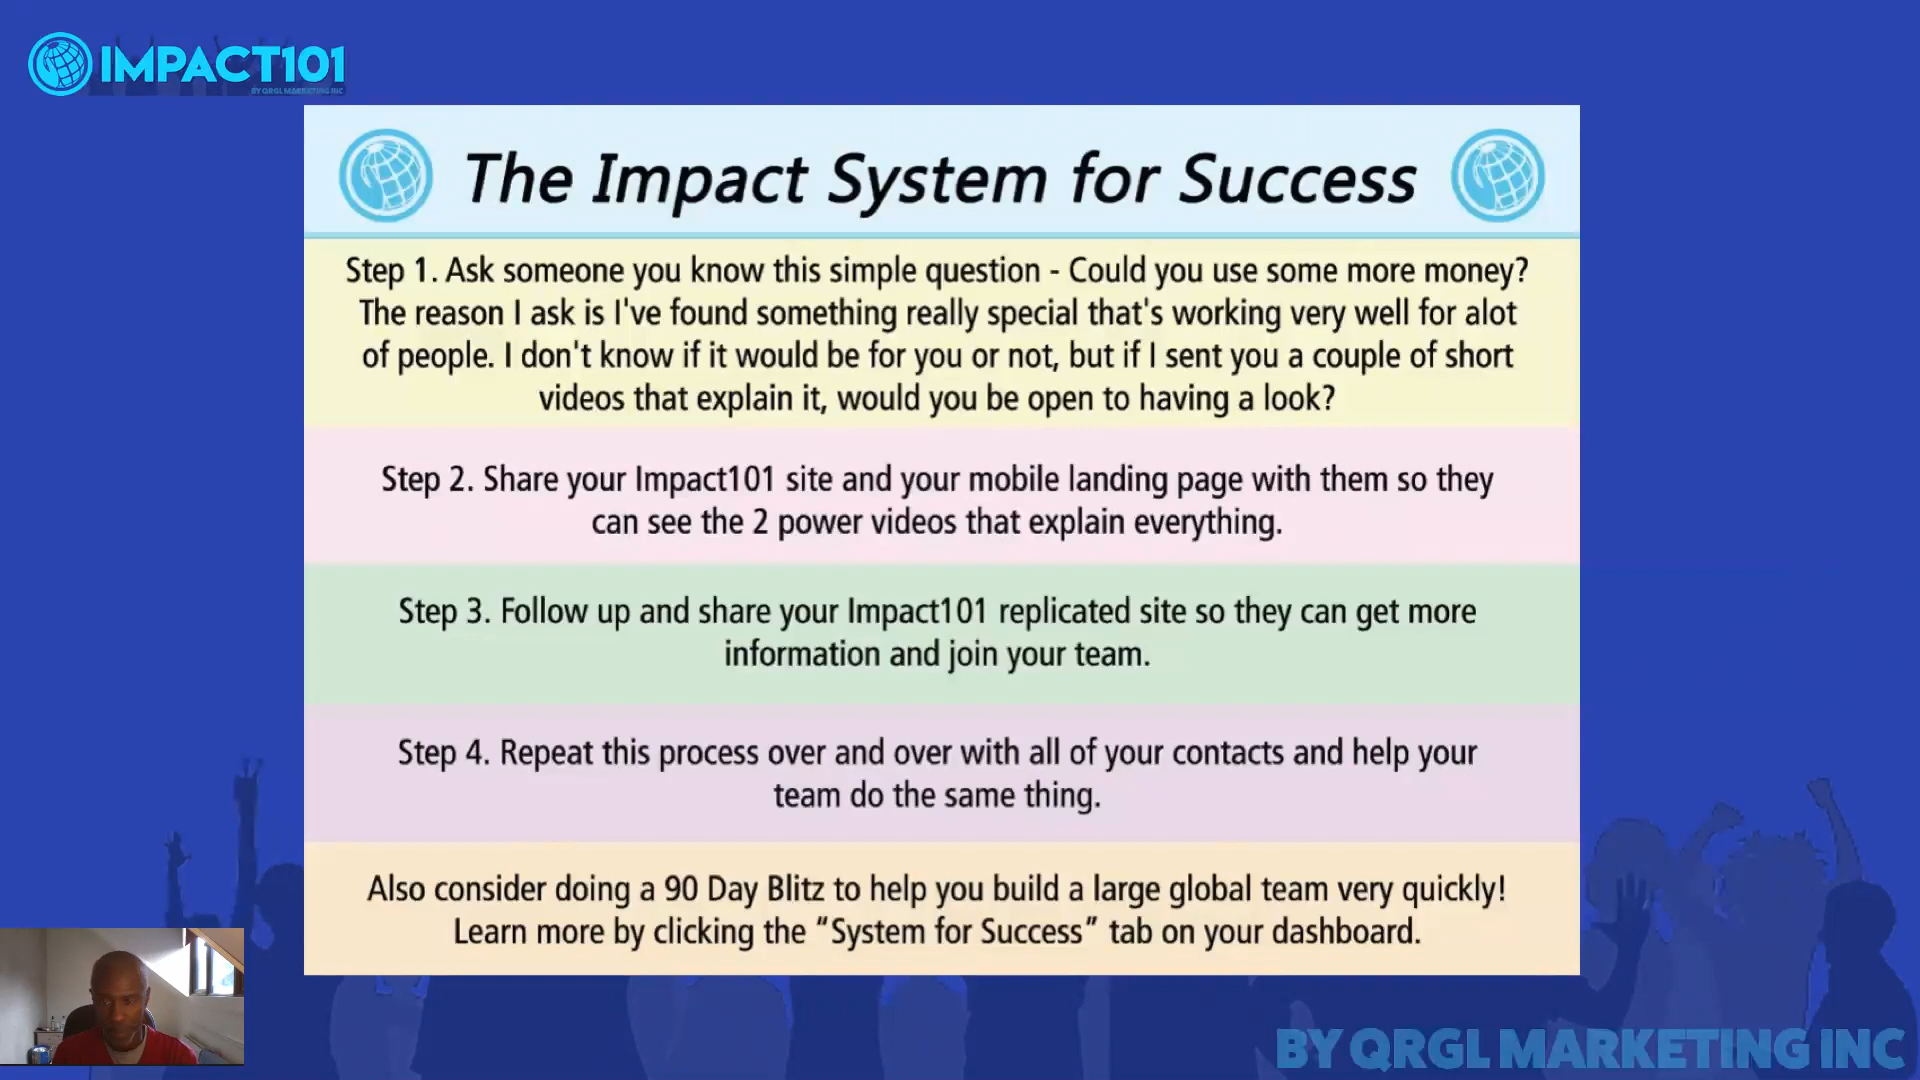 IMPACT101
BY QRGL MARKETING INC
The Impact System for Success
Step 1. Ask someone you know this simple question - Could you use some more money?
The reason I ask is I've found something really special that's working very well for alot
of people. I don't know if it would be for you or not, but if I sent you a couple of short
videos that explain it, would you be open to having a look?
Step 2. Share your Impact101 site and your mobile landing page with them so they
can see the 2 power videos that explain everything.
Step 3. Follow up and share your Impact101 replicated site so they can get more
information and join your team.
Step 4. Repeat this process over and over with all of your contacts and help your
team do the same thing.
Also consider doing a 90 Day Blitz to help you build a large global team very quickly!
Learn more by clicking the “System for Success” tab on your dashboard.
BY QRGL MARKETING INC